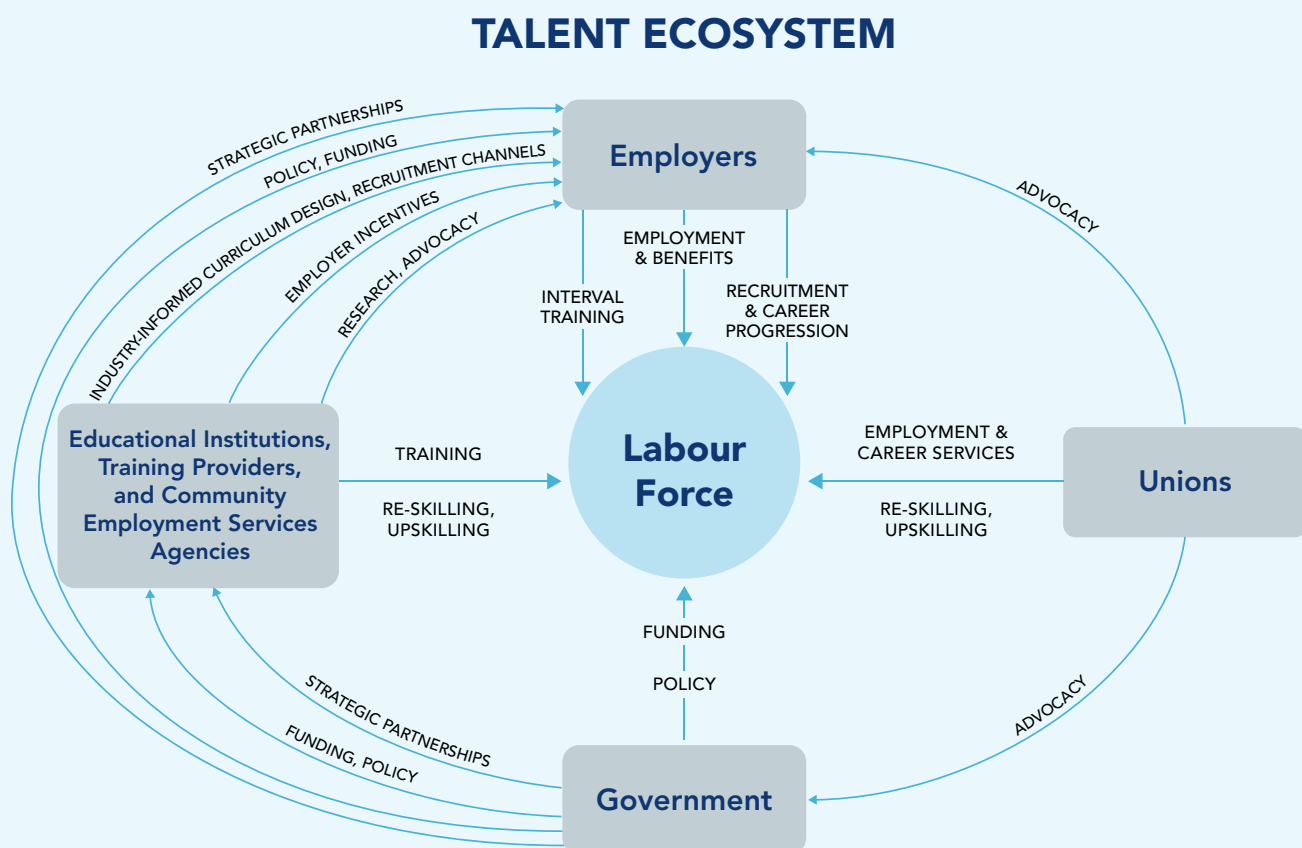 TALENT ECOSYSTEM
STRATEGIC PARTNERSHIPS
POLICY, FUNDING
INDUSTRY-INFORMED CURRICULUM DESIGN, RECRUITMENT CHANNELS
EMPLOYER INCENTIVES
RESEARCH, ADVOCACY
Employers
ADVOCACY
EMPLOYMENT
& BENEFITS
INTERVAL
TRAINING
RECRUITMENT
& CAREER
PROGRESSION
Educational Institutions,
Training Providers,
and Community
Employment Services
Agencies
TRAINING
RE-SKILLING,
UPSKILLING
Labour
Force
EMPLOYMENT &
CAREER SERVICES
RE-SKILLING,
UPSKILLING
Unions
FUNDING
POLICY
STRATEGIC PARTNERSHIPS
FUNDING, POLICY
ADVOCACY
Government